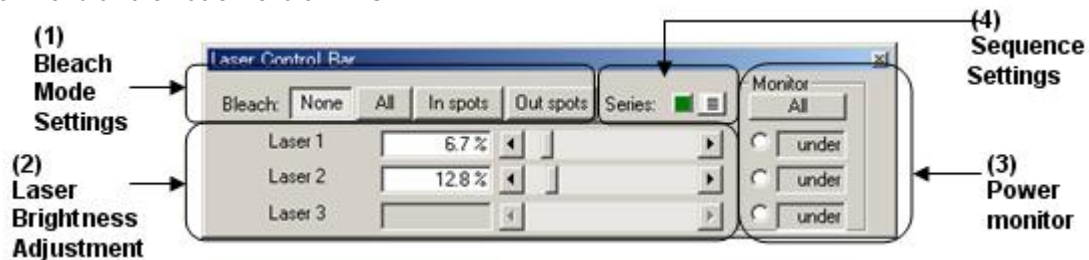 (1)
Bleach
Mode
Settings
(2)
Laser
Brightness
Adjustment
Laser Control Bar
Bleach: None All In spots Out spots Series:
Monitor
All
Laser 1 6.7 % under
Laser 2 12.8 % under
Laser 3 under
(4)
Sequence
Settings
(3)
Power
monitor